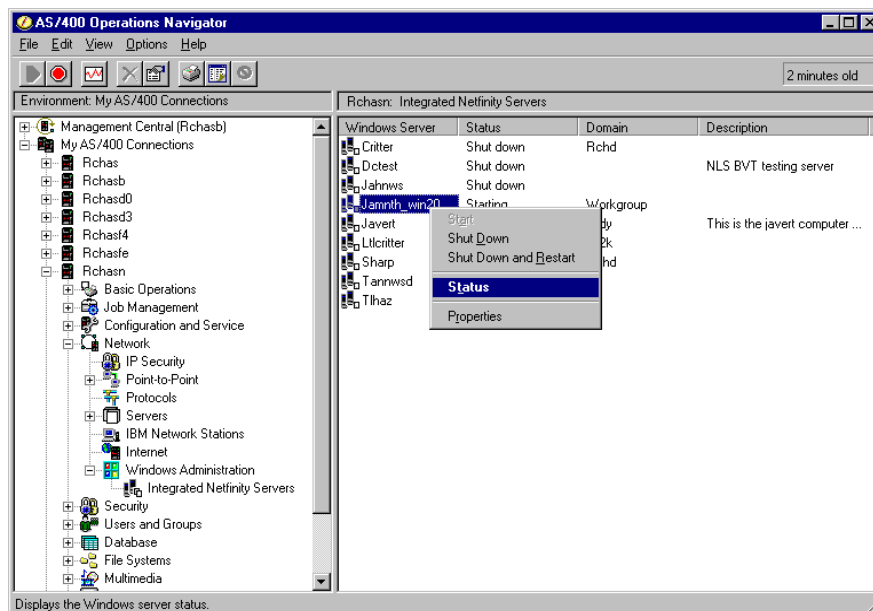 AS/400 Operations Navigator
File Edit View Options Help
2 minutes old
Environment: My AS/400 Connections
Rchasn: Integrated Netfinity Servers
Management Central (Rchasb)
My AS/400 Connections
Rchas
Rchasb
Rchasd0
Rchasd3
Rchasf4
Rchasfe
Rchasn
Basic Operations
Job Management
Configuration and Service
Network
IP Security
Point-to-Point
Protocols
Servers
IBM Network Stations
Internet
Windows Administration
Integrated Netfinity Servers
Security
Users and Groups
Database
File Systems
Multimedia
Windows Server Status Domain Description
Critter Shut down Rchd
Dctest Shut down NLS BVT testing server
Jahnws Shut down
Jamnth_win20 Starting Workgroup
Javert This is the javert computer ...
Ltlcritter
Sharp
Tannwsd
Tlhaz
Start
Shut Down
Shut Down and Restart
Status
Properties
Displays the Windows server status.